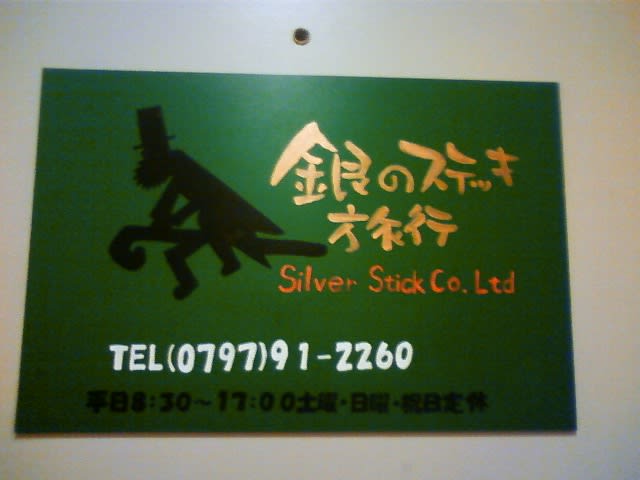 銀のステッキ
旅行
Silver Stick Co. Ltd
TEL(0797)91-2260
平日8:30～17:00土曜・日曜・祝日定休